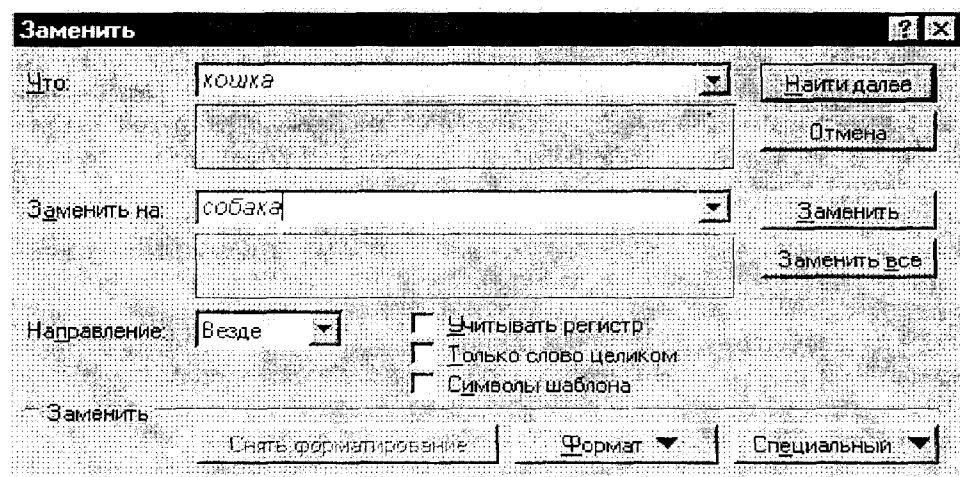 Заменить
Что: кошка Найти далее
Отмена
Заменить на: собака Заменить
Заменить все
Направление: Везде Учитывать регистр
Только слово целиком
Символы шаблона
Заменить
Снять форматирование Формат Специальный